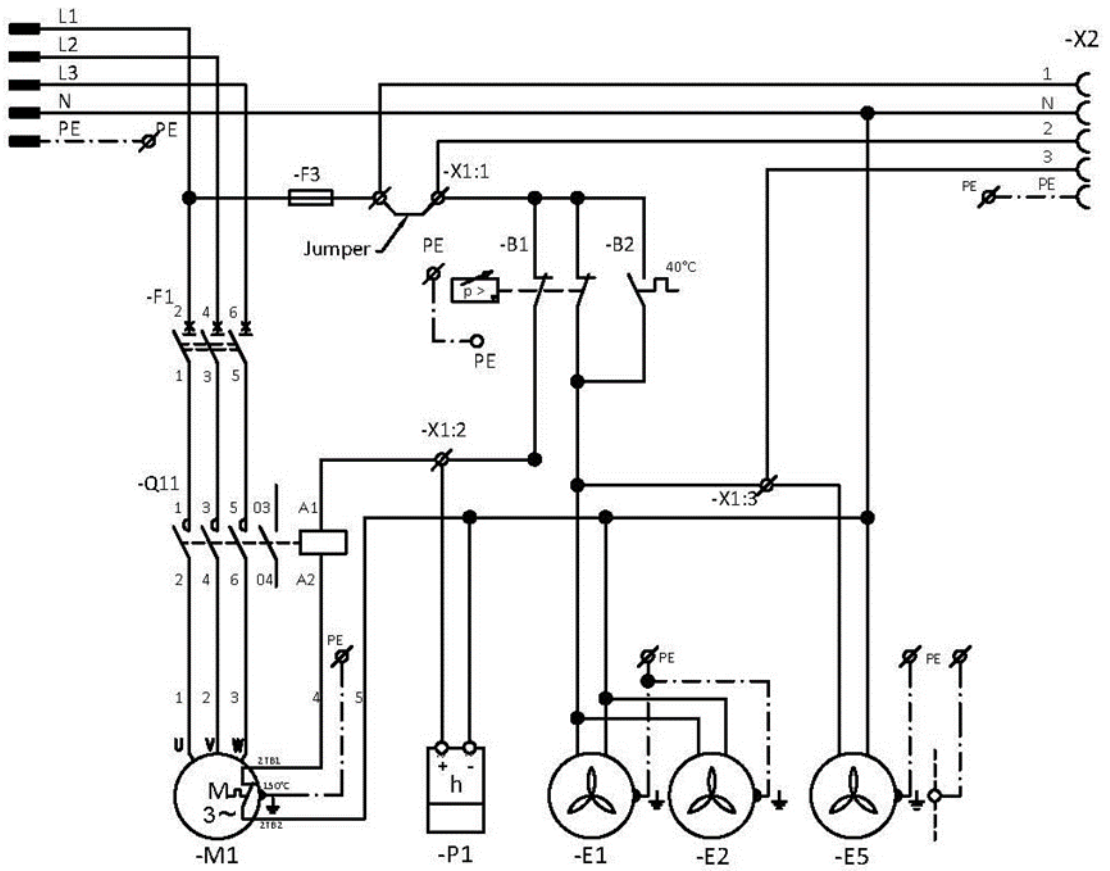 L1
L2
-X2
L3
1
N
N
PE
PE
2
3
-F3
-X1:1
PE
PE
Jumper
PE
-B1
-B2
40°C
p >
-F1
2 4 6
PE
1 3 5
-X1:2
-Q11
-X1:3
1 3 5 03 A1
2 4 6 04 A2
PE
PE
PE
1 2 3 4 5
U V W
2TB1
+ -
M
150°C
h
3~
2TB2
-M1
-P1
-E1
-E2
-E5